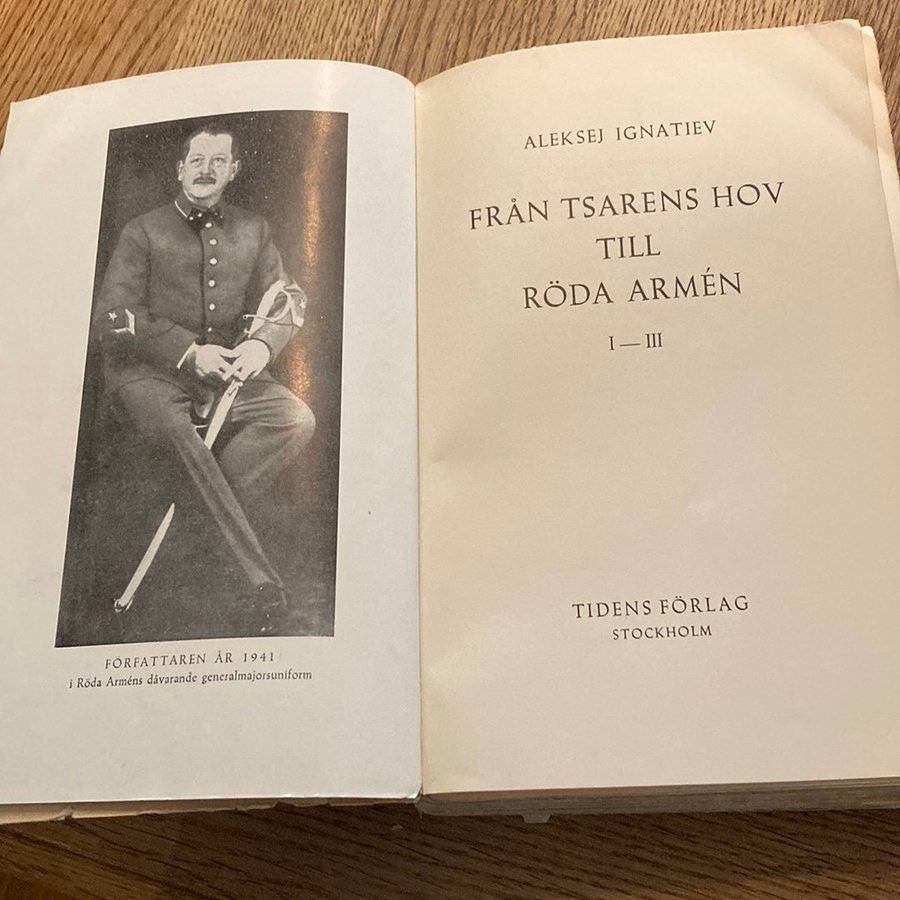 FÖRFATTAREN ÅR 1941
i Röda Arméns dåvarande generalmajorsuniform
ALEKSEJ IGNATIEV
FRÅN TSARENS HOV
TILL
RÖDA ARMÉN
I — III
TIDENS FÖRLAG
STOCKHOLM